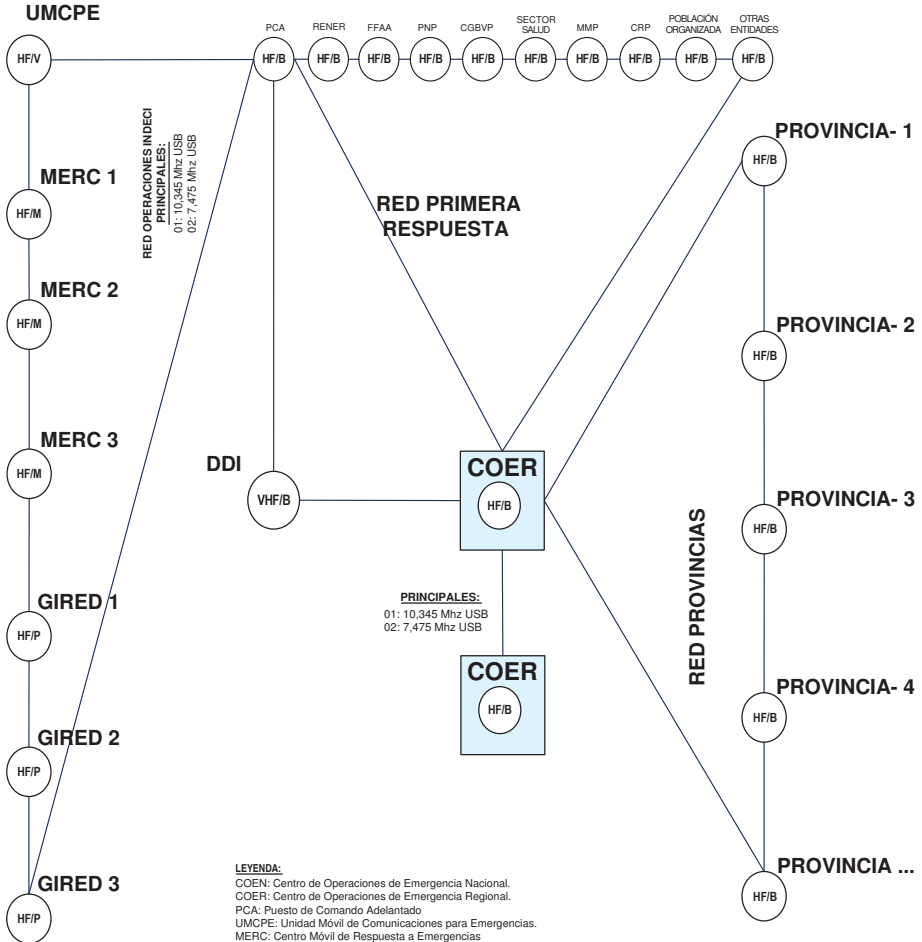 UMCPE
HF/V
PCA
HF/B
RENER
HF/B
FFAA
HF/B
PNP
HF/B
CGBVP
HF/B
SECTOR
SALUD
HF/B
MMP
HF/B
CRP
HF/B
POBLACIÓN
ORGANIZADA
HF/B
OTRAS
ENTIDADES
HF/B
RED OPERACIONES INDECI
PRINCIPALES:
01: 10,345 Mhz USB
02: 7,475 Mhz USB
MERC 1
HF/M
MERC 2
HF/M
MERC 3
HF/M
GIRED 1
HF/P
GIRED 2
HF/P
GIRED 3
HF/P
RED PRIMERA
RESPUESTA
DDI
VHF/B
COER
HF/B
PRINCIPALES:
01: 10,345 Mhz USB
02: 7,475 Mhz USB
COER
HF/B
RED PROVINCIAS
PROVINCIA- 1
HF/B
PROVINCIA- 2
HF/B
PROVINCIA- 3
HF/B
PROVINCIA- 4
HF/B
PROVINCIA ...
HF/B
LEYENDA:
COEN: Centro de Operaciones de Emergencia Nacional.
COER: Centro de Operaciones de Emergencia Regional.
PCA: Puesto de Comando Adelantado
UMCPE: Unidad Móvil de Comunicaciones para Emergencias.
MERC: Centro Móvil de Respuesta a Emergencias